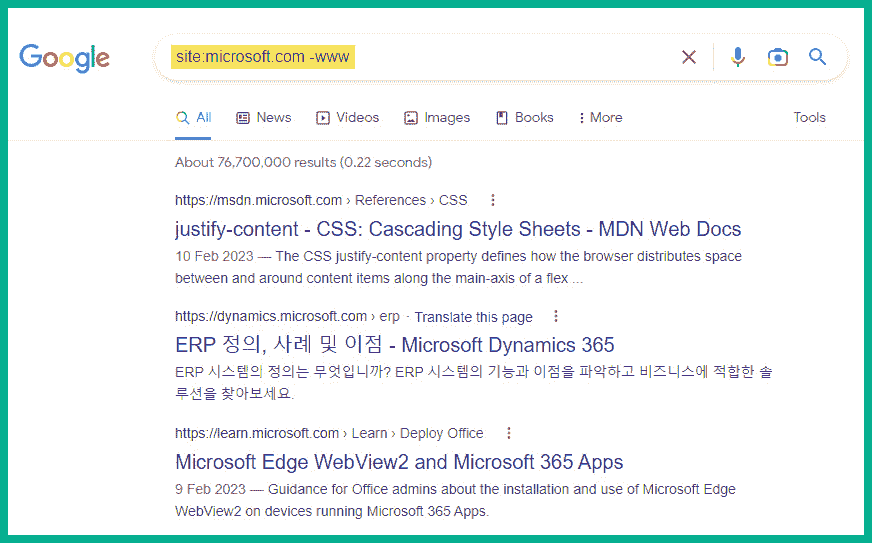 Google
site:microsoft.com -www
All News Videos Images Books More Tools
About 76,700,000 results (0.22 seconds)
https://msdn.microsoft.com › References › CSS
justify-content - CSS: Cascading Style Sheets - MDN Web Docs
10 Feb 2023 — The CSS justify-content property defines how the browser distributes space
between and around content items along the main-axis of a flex ...
https://dynamics.microsoft.com › erp · Translate this page
ERP 정의, 사례 및 이점 - Microsoft Dynamics 365
ERP 시스템의 정의는 무엇입니까? ERP 시스템의 기능과 이점을 파악하고 비즈니스에 적합한 솔
루션을 찾아보세요.
https://learn.microsoft.com › Learn › Deploy Office
Microsoft Edge WebView2 and Microsoft 365 Apps
9 Feb 2023 — Guidance for Office admins about the installation and use of Microsoft Edge
WebView2 on devices running Microsoft 365 Apps.